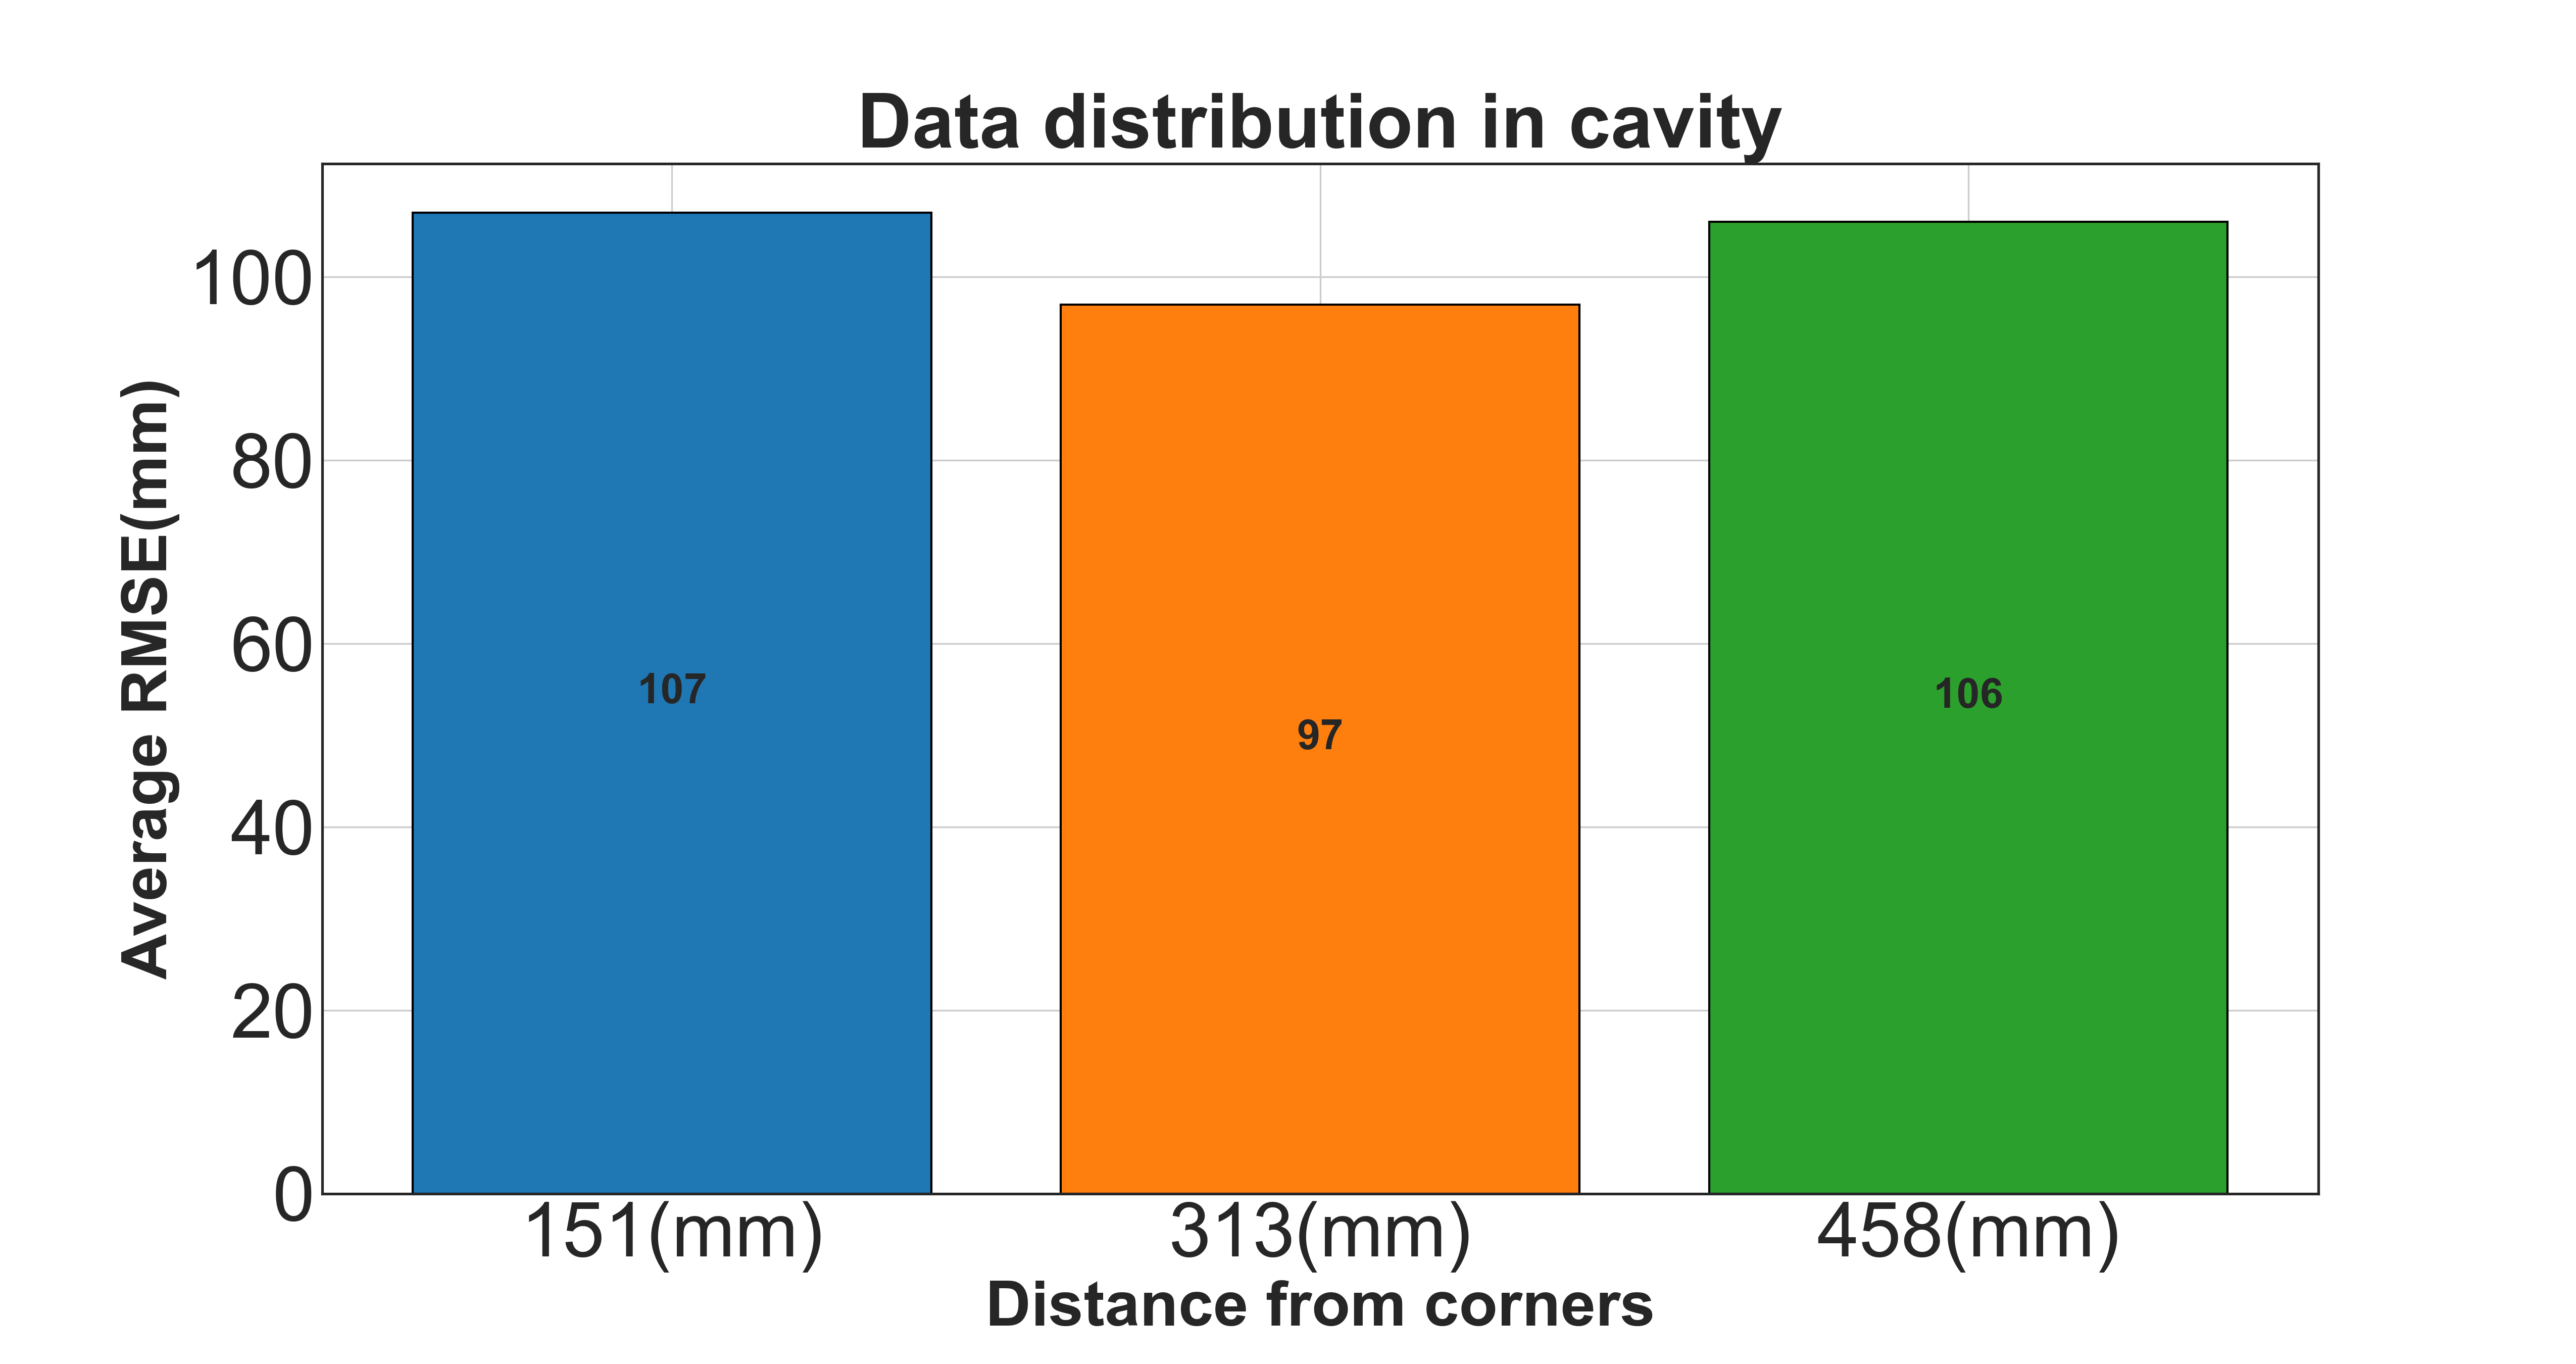 Data distribution in cavity
Average RMSE(mm)
100
80
60
40
20
0
107
97
106
151(mm) 313(mm) 458(mm)
Distance from corners